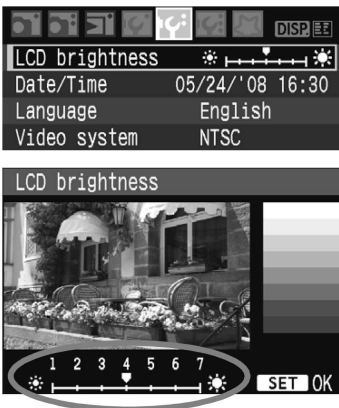 DISP.
LCD brightness
Date/Time 05/24/'08 16:30
Language English
Video system NTSC
LCD brightness
1 2 3 4 5 6 7
SET OK